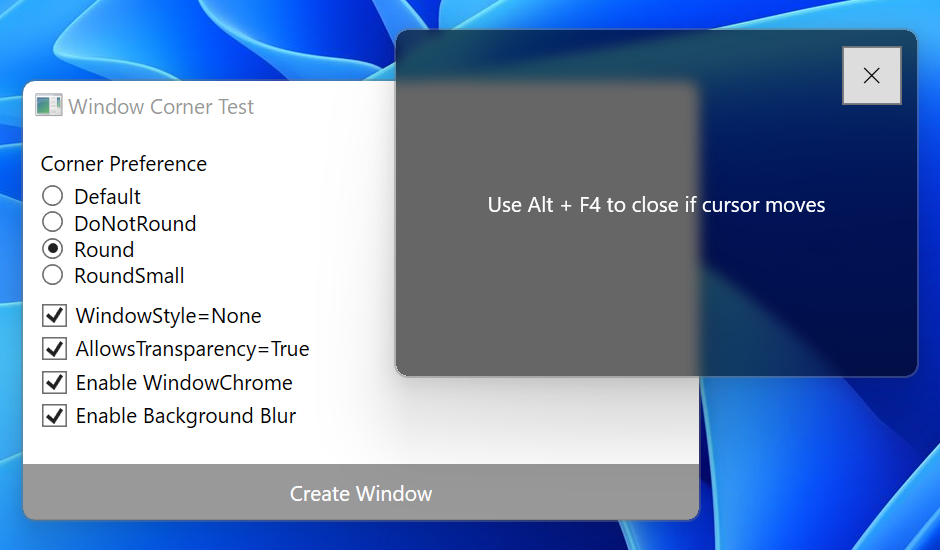 Window Corner Test
Corner Preference
Default
DoNotRound
Round
RoundSmall
WindowStyle=None
AllowsTransparency=True
Enable WindowChrome
Enable Background Blur
Create Window
Use Alt + F4 to close if cursor moves